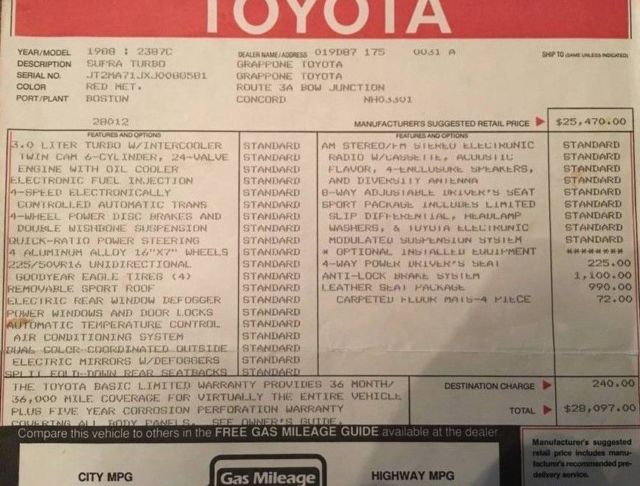 TOYOTA
YEAR/MODEL 1988 : 2387C DEALER NAME/ADDRESS 019D87 175 0031 A
DESCRIPTION SUPRA TURBO GRAPPONE TOYOTA SHIP TO (SAME UNLESS INDICATED)
SERIAL NO. JT2MA71JXJ0080581 GRAPPONE TOYOTA
COLOR RED MET. ROUTE 3A BOW JUNCTION
PORT/PLANT BOSTON CONCORD NH03301
28012 MANUFACTURER'S SUGGESTED RETAIL PRICE $25,470.00
FEATURES AND OPTIONS FEATURES AND OPTIONS
3.0 LITER TURBO W/INTERCOOLER STANDARD AM STEREO/FM STEREO ELECTRONIC STANDARD
TWIN CAM 6-CYLINDER, 24-VALVE STANDARD RADIO W/CASSETTE, ACOUSTIC STANDARD
ENGINE WITH OIL COOLER STANDARD FLAVOR, 4-ENCLOSURE SPEAKERS, STANDARD
ELECTRONIC FUEL INJECTION STANDARD AND DIVERSITY ANTENNA STANDARD
4-SPEED ELECTRONICALLY STANDARD 8-WAY ADJUSTABLE DRIVER'S SEAT STANDARD
CONTROLLED AUTOMATIC TRANS STANDARD SPORT PACKAGE INCLUDES LIMITED STANDARD
4-WHEEL POWER DISC BRAKES AND STANDARD SLIP DIFFERENTIAL, HEADLAMP STANDARD
DOUBLE WISHBONE SUSPENSION STANDARD WASHERS, & TOYOTA ELECTRONIC STANDARD
QUICK-RATIO POWER STEERING STANDARD MODULATED SUSPENSION SYSTEM STANDARD
4 ALUMINUM ALLOY 16"X7" WHEELS STANDARD * OPTIONAL INSTALLED EQUIPMENT *******
225/50VR16 UNIDIRECTIONAL STANDARD 4-WAY POWER DRIVER'S SEAT 225.00
GOODYEAR EAGLE TIRES (4) STANDARD ANTI-LOCK BRAKE SYSTEM 1,100.00
REMOVABLE SPORT ROOF STANDARD LEATHER SEAT PACKAGE 990.00
ELECTRIC REAR WINDOW DEFOGGER STANDARD CARPETED FLOOR MATS-4 PIECE 72.00
POWER WINDOWS AND DOOR LOCKS STANDARD
AUTOMATIC TEMPERATURE CONTROL STANDARD
AIR CONDITIONING SYSTEM STANDARD
DUAL COLOR-COORDINATED OUTSIDE STANDARD
ELECTRIC MIRRORS W/DEFOGGERS STANDARD
SPLIT FOLD-DOWN REAR SEATBACKS STANDARD
THE TOYOTA BASIC LIMITED WARRANTY PROVIDES 36 MONTH/ DESTINATION CHARGE 240.00
36,000 MILE COVERAGE FOR VIRTUALLY THE ENTIRE VEHICLE
PLUS FIVE YEAR CORROSION PERFORATION WARRANTY TOTAL $28,097.00
COVERING ALL BODY PANELS. SEE OWNER'S GUIDE.
Compare this vehicle to others in the FREE GAS MILEAGE GUIDE available at the dealer.
Manufacturer's suggested
retail price includes manu-
facturer's recommended pre-
delivery service.
CITY MPG Gas Mileage HIGHWAY MPG